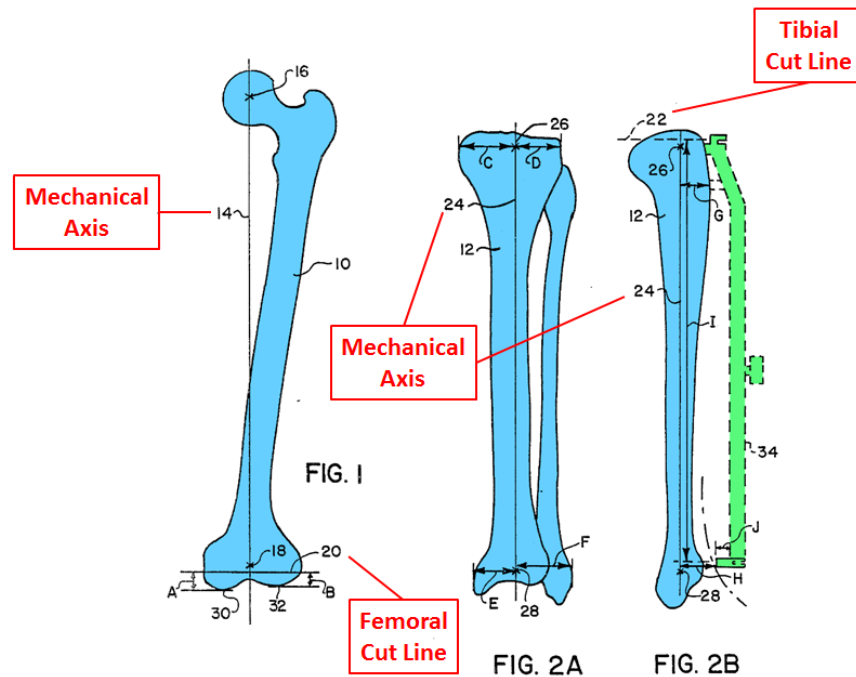 Tibial
Cut Line
16
26
22
C
D
26
G
Mechanical
Axis
14
24
12
12
10
24
I
Mechanical
Axis
FIG. 1
34
J
18
20
F
A
B
H
30
32
E
28
28
Femoral
Cut Line
FIG. 2A
FIG. 2B